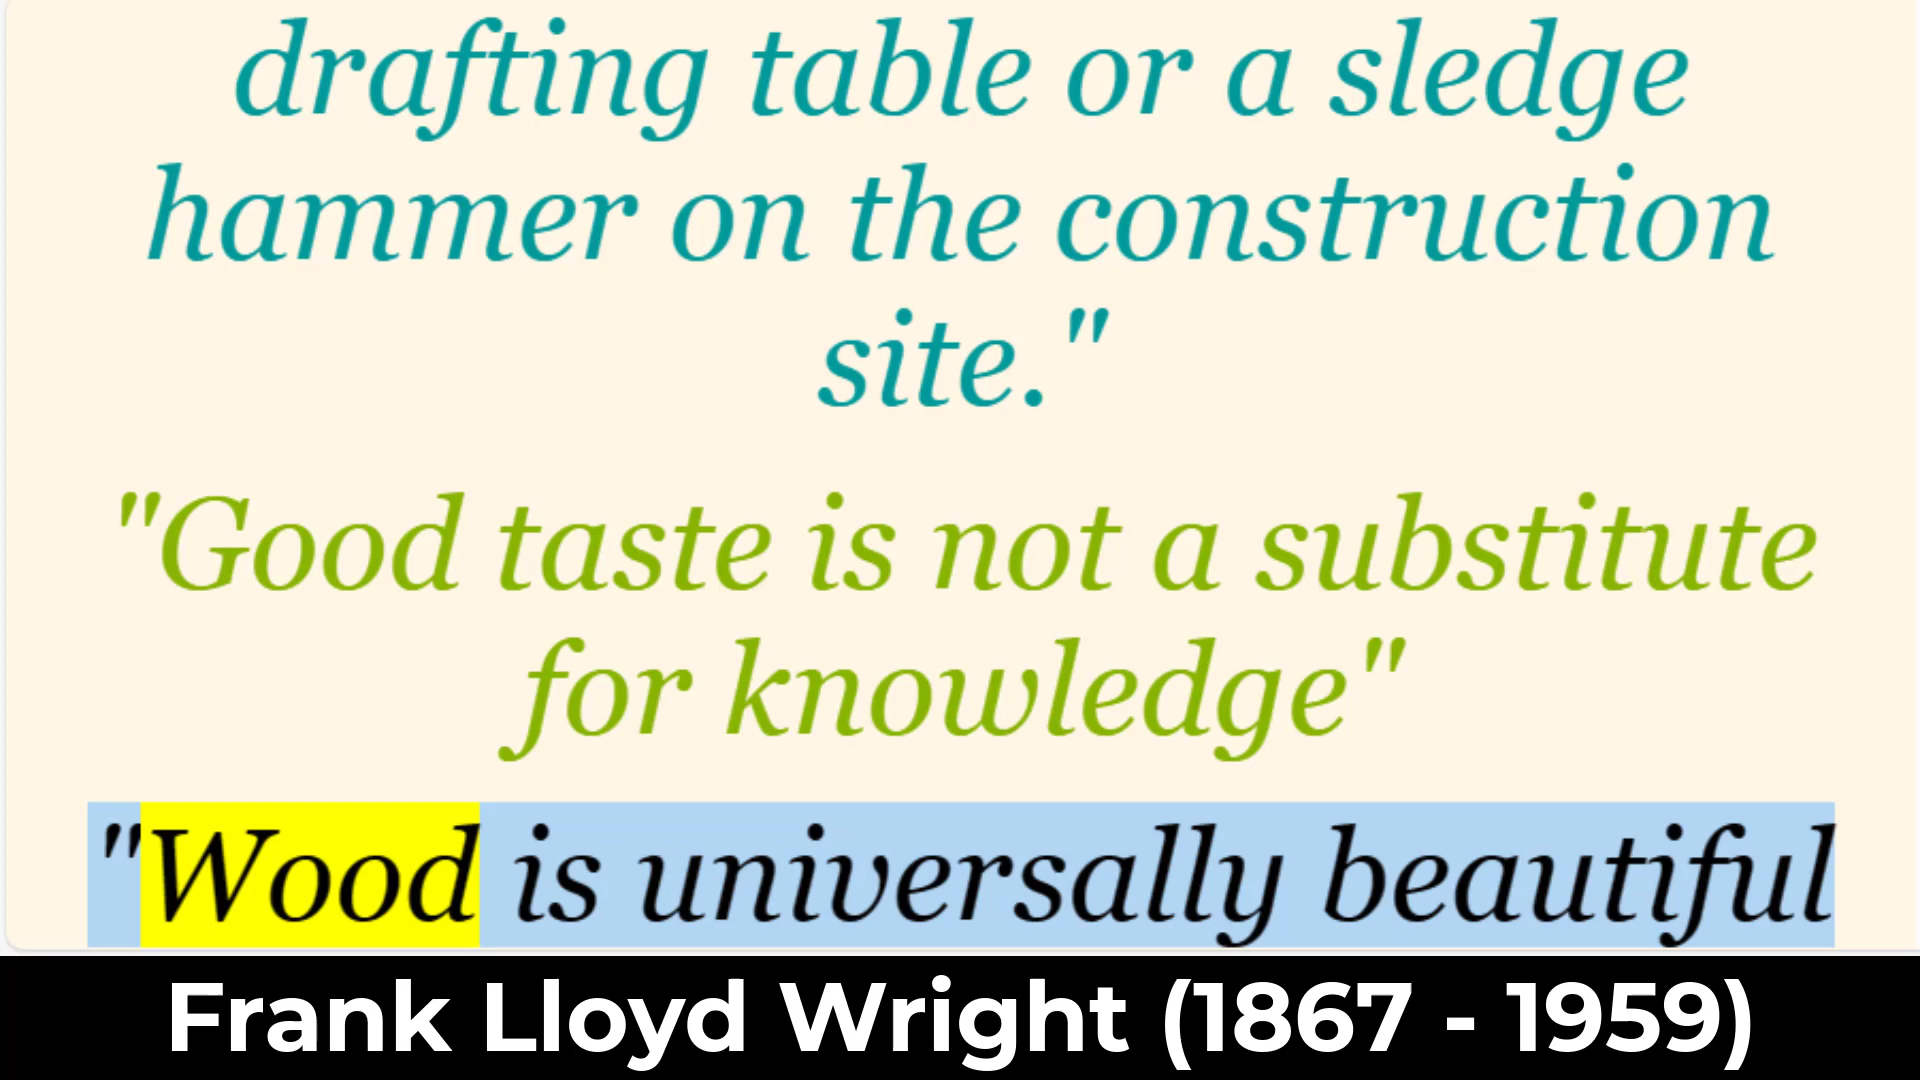 drafting table or a sledge
hammer on the construction
site."
"Good taste is not a substitute
for knowledge"
"Wood is universally beautiful
Frank Lloyd Wright (1867 - 1959)